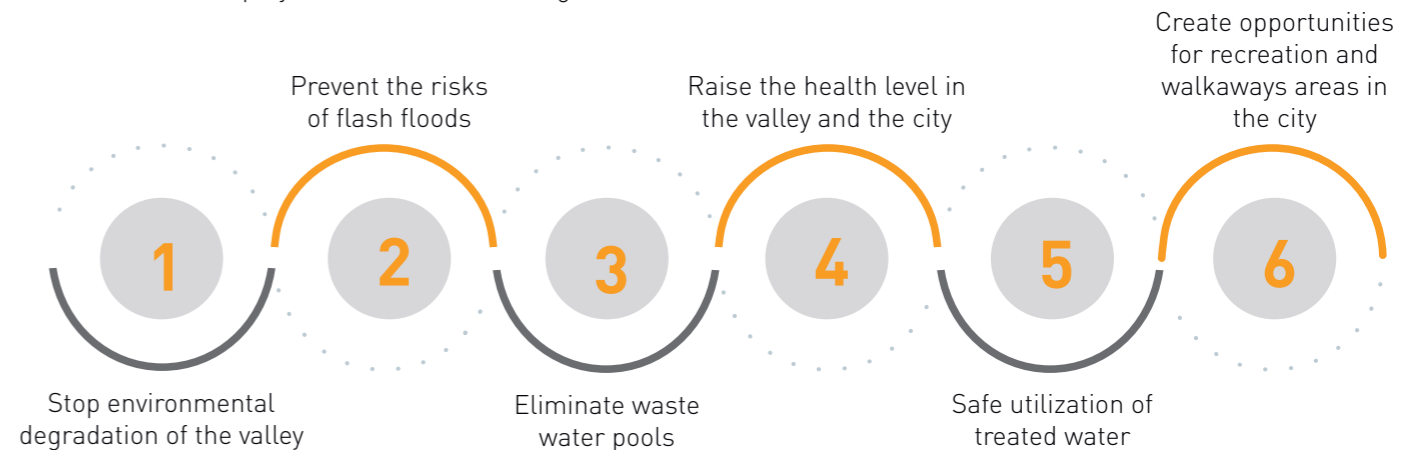 1
Stop environmental
degradation of the valley
2
Prevent the risks
of flash floods
3
Eliminate waste
water pools
4
Raise the health level in
the valley and the city
5
Safe utilization of
treated water
6
Create opportunities
for recreation and
walkaways areas in
the city